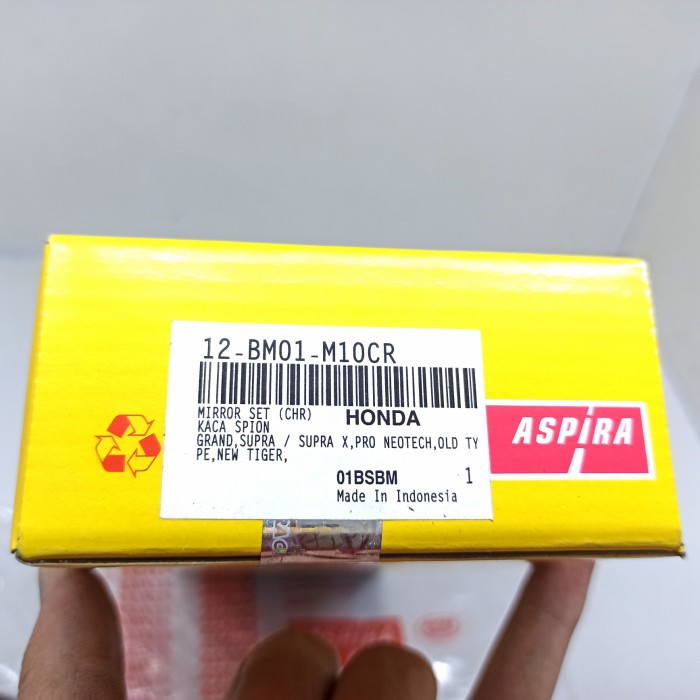 12-BM01-M10CR
MIRROR SET (CHR) HONDA
KACA SPION
GRAND,SUPRA / SUPRA X,PRO NEOTECH,OLD TY
PE,NEW TIGER,
01BSBM 1
Made In Indonesia
ASPiRA